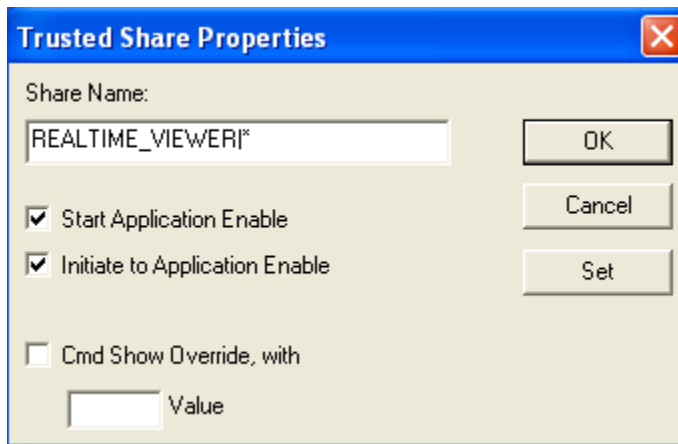 Trusted Share Properties
Share Name:
REALTIME_VIEWER|*
OK
Start Application Enable
Cancel
Initiate to Application Enable
Set
Cmd Show Override, with
Value